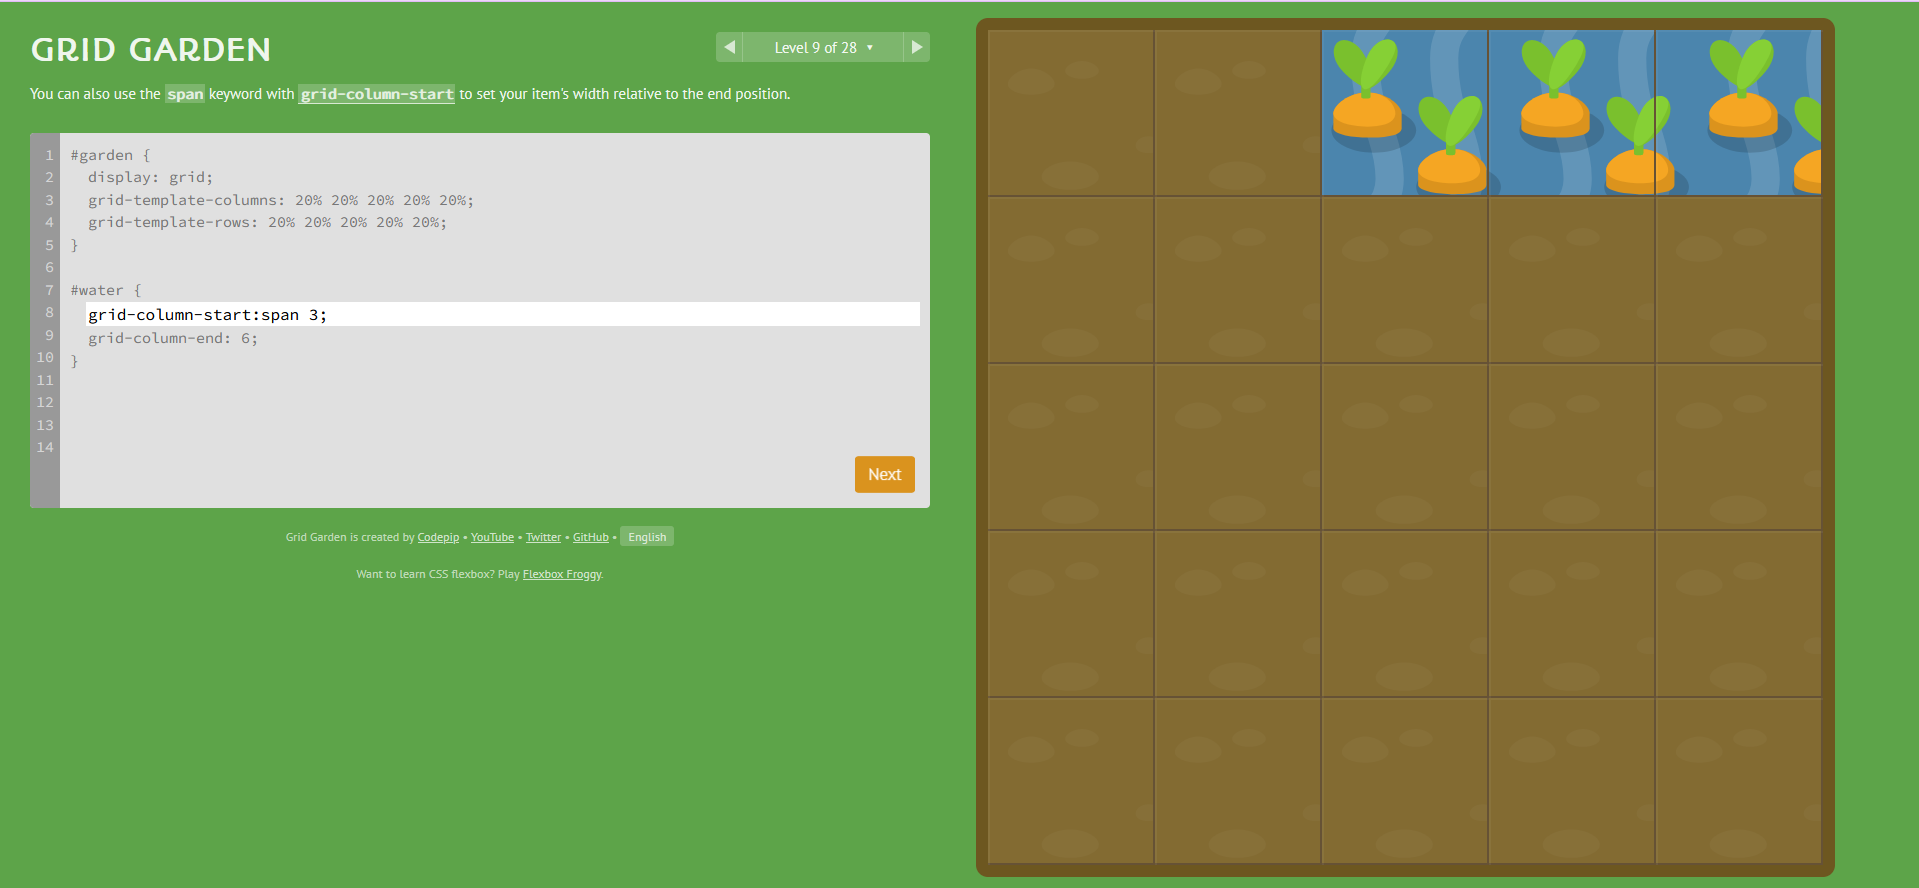 GRID GARDEN
◀ Level 9 of 28 ▼ ▶
You can also use the span keyword with grid-column-start to set your item's width relative to the end position.
1 #garden {
2 display: grid;
3 grid-template-columns: 20% 20% 20% 20% 20%;
4 grid-template-rows: 20% 20% 20% 20% 20%;
5 }
6
7 #water {
8 grid-column-start:span 3;
9 grid-column-end: 6;
10 }
11
12
13
14
Next
Grid Garden is created by Codepip • YouTube • Twitter • GitHub • English
Want to learn CSS flexbox? Play Flexbox Froggy.